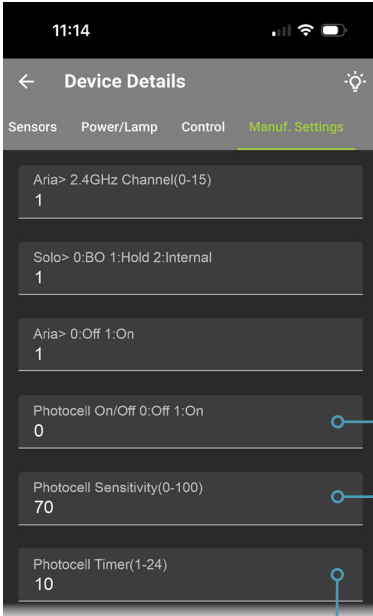 11:14
Device Details
Sensors Power/Lamp Control Manuf. Settings
Aria> 2.4GHz Channel(0-15)
1
Solo> 0:BO 1:Hold 2:Internal
1
Aria> 0:Off 1:On
1
Photocell On/Off 0:Off 1:On
0
Photocell Sensitivity(0-100)
70
Photocell Timer(1-24)
10